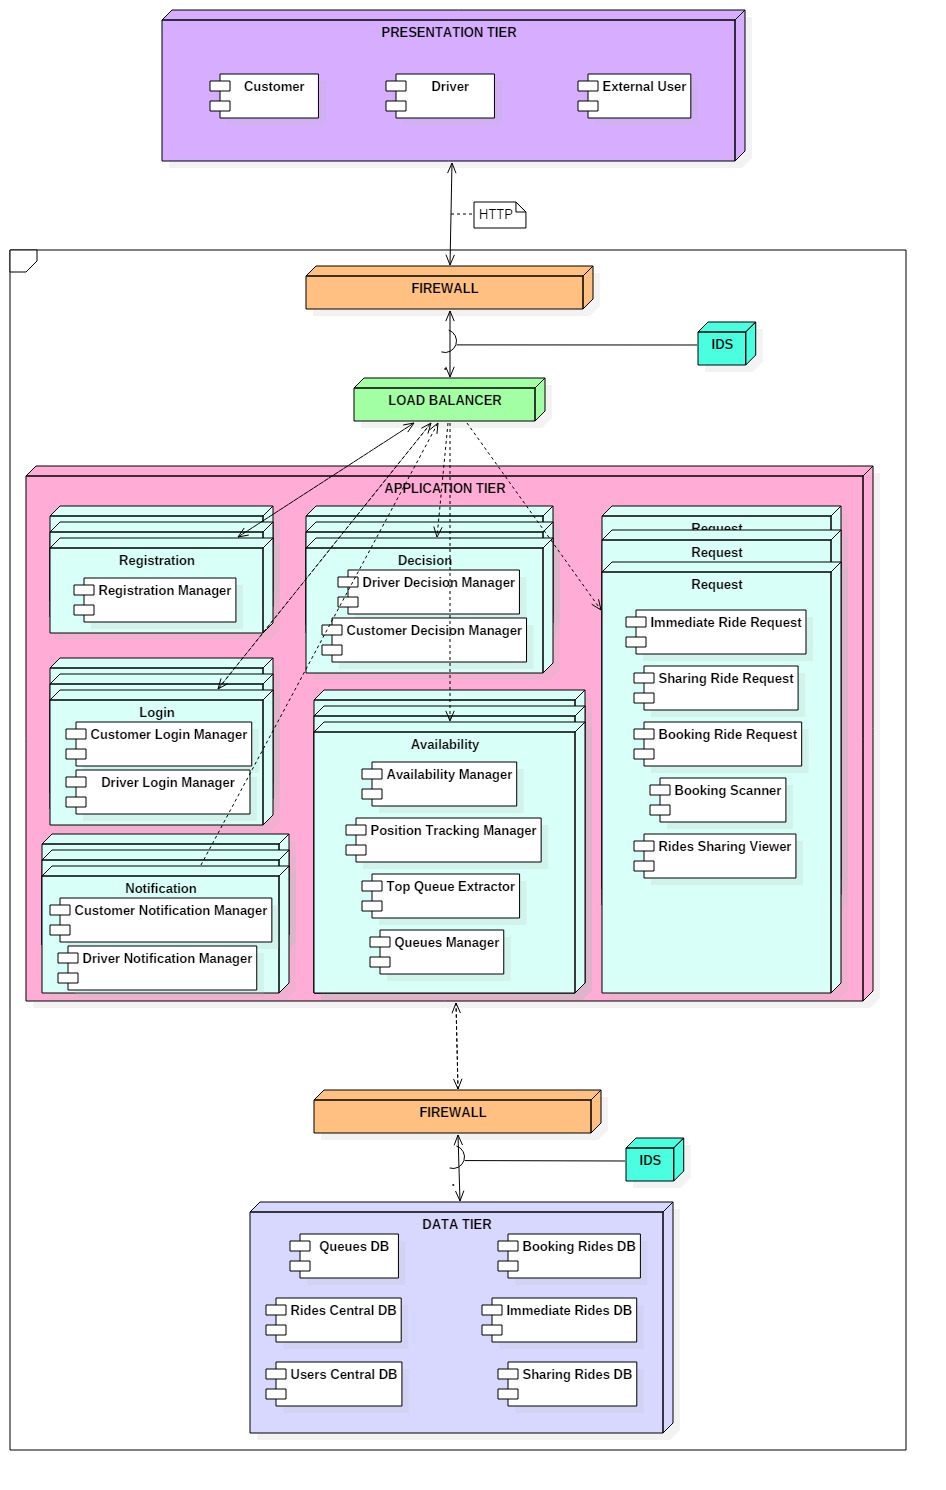 PRESENTATION TIER
Customer
Driver
External User
HTTP
FIREWALL
IDS
LOAD BALANCER
APPLICATION TIER
Registration
Registration Manager
Decision
Driver Decision Manager
Customer Decision Manager
Request
Request
Request
Immediate Ride Request
Sharing Ride Request
Booking Ride Request
Booking Scanner
Rides Sharing Viewer
Login
Customer Login Manager
Driver Login Manager
Availability
Availability Manager
Position Tracking Manager
Top Queue Extractor
Queues Manager
Notification
Customer Notification Manager
Driver Notification Manager
FIREWALL
IDS
DATA TIER
Queues DB
Booking Rides DB
Rides Central DB
Immediate Rides DB
Users Central DB
Sharing Rides DB